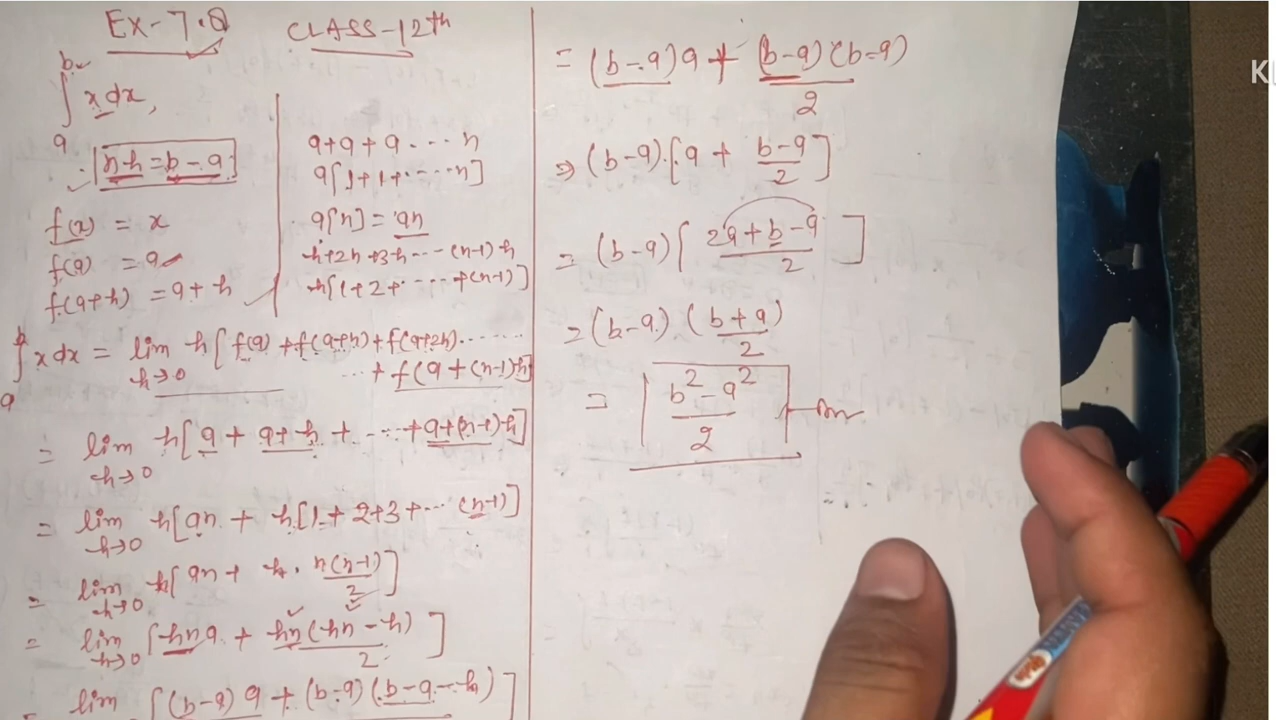 EX-7.8 CLASS-12th
∫ₐᵇ x dx,
n h = b - a
f(x) = x
f(a) = a
f(a+h) = a+h
a+a+a....n
a[1+1+.....n]
a[n] = an
h+2h+3h....(n-1)h
h[1+2+.....+(n-1)]
∫ₐᵇ x dx = lim h→0 h[f(a)+f(a+h)+f(a+2h).......
...+f(a+(n-1)h]
= lim h→0 h[a + a+h + ....+a+(n-1)h]
= lim h→0 h[an + h[1+2+3+...(n-1)]
= lim h→0 h[an + h. n(n-1)/2]
= lim h→0 [hna + hn(hn-h)/2]
= lim [(b-a)a + (b-a)(b-a-h)]
= (b-a)a + (b-a)(b-a)/2
⇒ (b-a).[a + b-a/2]
= (b-a)[2a+b-a/2]
= (b-a) (b+a/2)
= [b²-a²/2]
KI